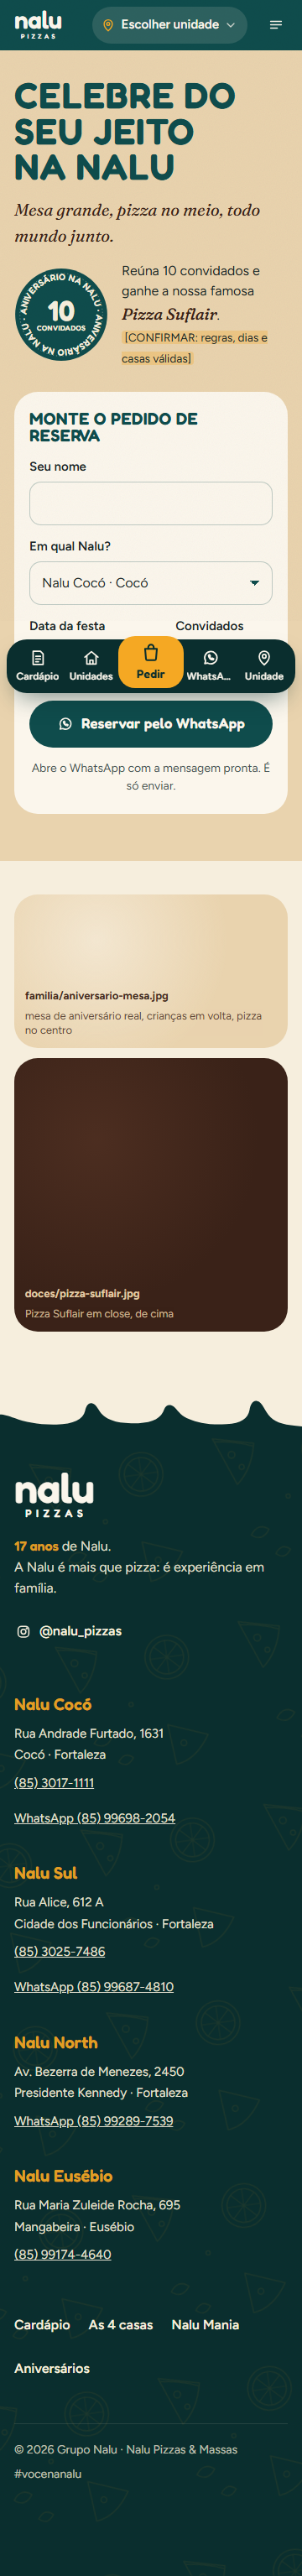 nalu
PIZZAS
Escolher unidade
CELEBRE DO
SEU JEITO
NA NALU
Mesa grande, pizza no meio, todo
mundo junto.
ANIVERSÁRIO NA NALU · ANIVERSÁRIO NA NALU ·
10
CONVIDADOS
Reúna 10 convidados e
ganhe a nossa famosa
Pizza Suflair.
[CONFIRMAR: regras, dias e
casas válidas]
MONTE O PEDIDO DE
RESERVA
Seu nome
Em qual Nalu?
Nalu Cocó · Cocó
Data da festa
Convidados
Cardápio
Unidades
Pedir
WhatsA...
Unidade
Reservar pelo WhatsApp
Abre o WhatsApp com a mensagem pronta. É
só enviar.
familia/aniversario-mesa.jpg
mesa de aniversário real, crianças em volta, pizza
no centro
doces/pizza-suflair.jpg
Pizza Suflair em close, de cima
nalu
PIZZAS
17 anos de Nalu.
A Nalu é mais que pizza: é experiência em
família.
@nalu_pizzas
Nalu Cocó
Rua Andrade Furtado, 1631
Cocó · Fortaleza
(85) 3017-1111
WhatsApp (85) 99698-2054
Nalu Sul
Rua Alice, 612 A
Cidade dos Funcionários · Fortaleza
(85) 3025-7486
WhatsApp (85) 99687-4810
Nalu North
Av. Bezerra de Menezes, 2450
Presidente Kennedy · Fortaleza
WhatsApp (85) 99289-7539
Nalu Eusébio
Rua Maria Zuleide Rocha, 695
Mangabeira · Eusébio
(85) 99174-4640
Cardápio As 4 casas Nalu Mania
Aniversários
© 2026 Grupo Nalu · Nalu Pizzas & Massas
#vocenanalu